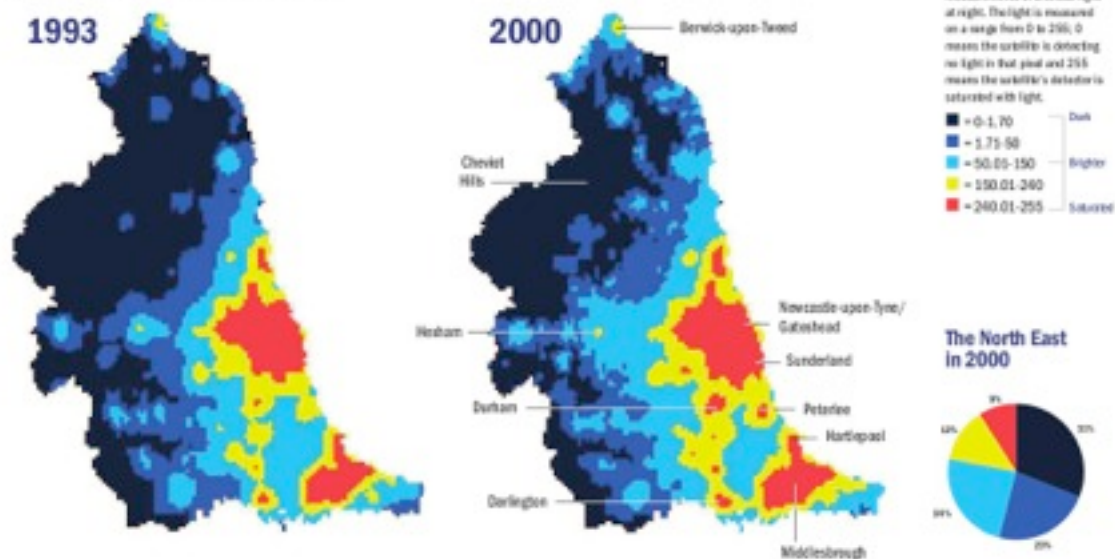 1993
2000
Berwick-upon-Tweed
Cheviot
Hills
Hexham
Newcastle-upon-Tyne/
Gateshead
Sunderland
Durham
Peterlee
Hartlepool
Darlington
Middlesbrough
at right. The light is measured
on a range from 0 to 255; 0
means the satellite is detecting
no light in that pixel and 255
means the satellite's detector is
saturated with light.
= 0-1.70
Dark
= 1.71-50
= 50.01-150
Brighter
= 150.01-240
= 240.01-255
Saturated
The North East
in 2000
9%